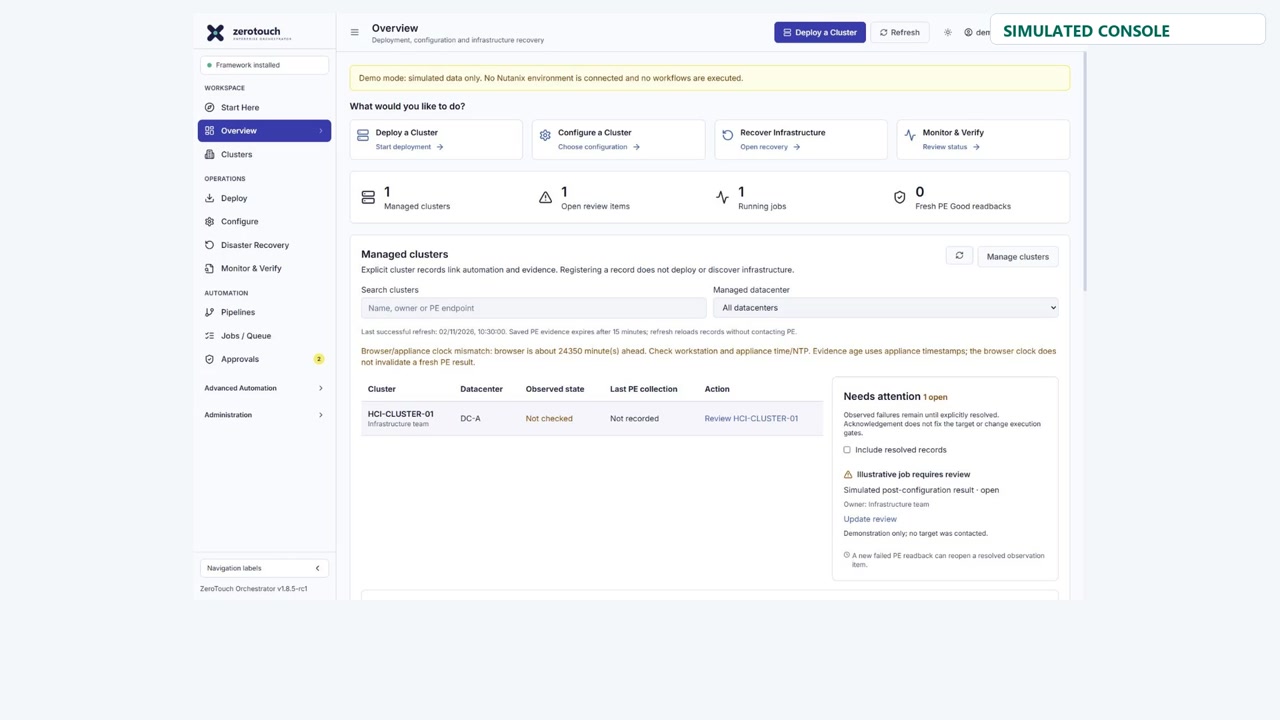 zerotouch
ENTERPRISE ORCHESTRATOR
Framework installed
WORKSPACE
Start Here
Overview
Clusters
OPERATIONS
Deploy
Configure
Disaster Recovery
Monitor & Verify
AUTOMATION
Pipelines
Jobs / Queue
Approvals
2
Advanced Automation
Administration
Navigation labels
ZeroTouch Orchestrator v1.8.5-rc1
Overview
Deployment, configuration and infrastructure recovery
Deploy a Cluster
Refresh
SIMULATED CONSOLE
Demo mode: simulated data only. No Nutanix environment is connected and no workflows are executed.
What would you like to do?
Deploy a Cluster
Start deployment
Configure a Cluster
Choose configuration
Recover Infrastructure
Open recovery
Monitor & Verify
Review status
1
Managed clusters
1
Open review items
1
Running jobs
0
Fresh PE Good readbacks
Managed clusters
Explicit cluster records link automation and evidence. Registering a record does not deploy or discover infrastructure.
Manage clusters
Search clusters
Managed datacenter
Name, owner or PE endpoint
All datacenters
Last successful refresh: 02/11/2026, 10:30:00. Saved PE evidence expires after 15 minutes; refresh reloads records without contacting PE.
Browser/appliance clock mismatch: browser is about 24350 minute(s) ahead. Check workstation and appliance time/NTP. Evidence age uses appliance timestamps; the browser clock does
not invalidate a fresh PE result.
Cluster Datacenter Observed state Last PE collection Action
HCI-CLUSTER-01
Infrastructure team
DC-A
Not checked
Not recorded
Review HCI-CLUSTER-01
Needs attention 1 open
Observed failures remain until explicitly resolved.
Acknowledgement does not fix the target or change execution
gates.
Include resolved records
Illustrative job requires review
Simulated post-configuration result · open
Owner: Infrastructure team
Update review
Demonstration only; no target was contacted.
A new failed PE readback can reopen a resolved observation
item.